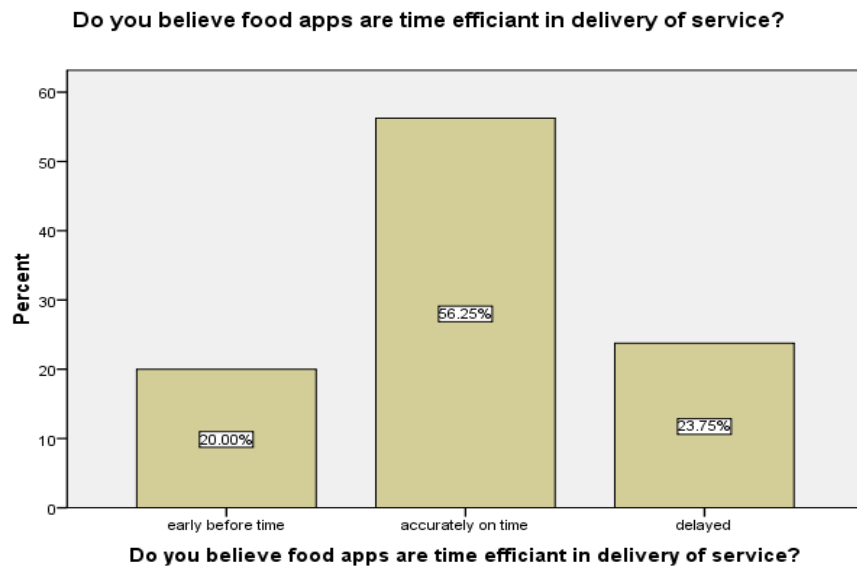 Do you believe food apps are time efficiant in delivery of service?
60
50
40
30
20
10
0
Percent
20.00%
56.25%
23.75%
early before time
accurately on time
delayed
Do you believe food apps are time efficiant in delivery of service?